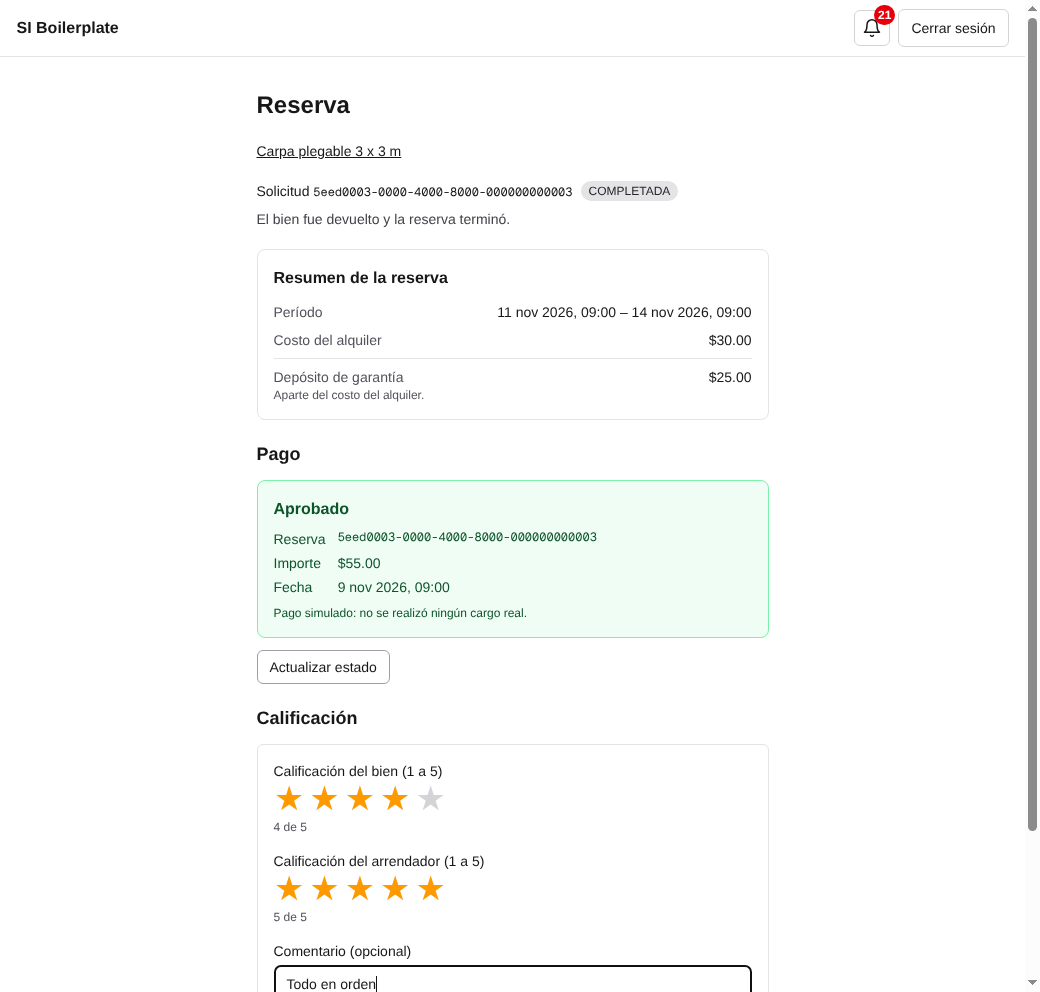 SI Boilerplate
21
Cerrar sesión
Reserva
Carpa plegable 3 x 3 m
Solicitud 5eed0003-0000-4000-8000-000000000003 COMPLETADA
El bien fue devuelto y la reserva terminó.
Resumen de la reserva
Período 11 nov 2026, 09:00 – 14 nov 2026, 09:00
Costo del alquiler $30.00
Depósito de garantía $25.00
Aparte del costo del alquiler.
Pago
Aprobado
Reserva 5eed0003-0000-4000-8000-000000000003
Importe $55.00
Fecha 9 nov 2026, 09:00
Pago simulado: no se realizó ningún cargo real.
Actualizar estado
Calificación
Calificación del bien (1 a 5)
4 de 5
Calificación del arrendador (1 a 5)
5 de 5
Comentario (opcional)
Todo en orden